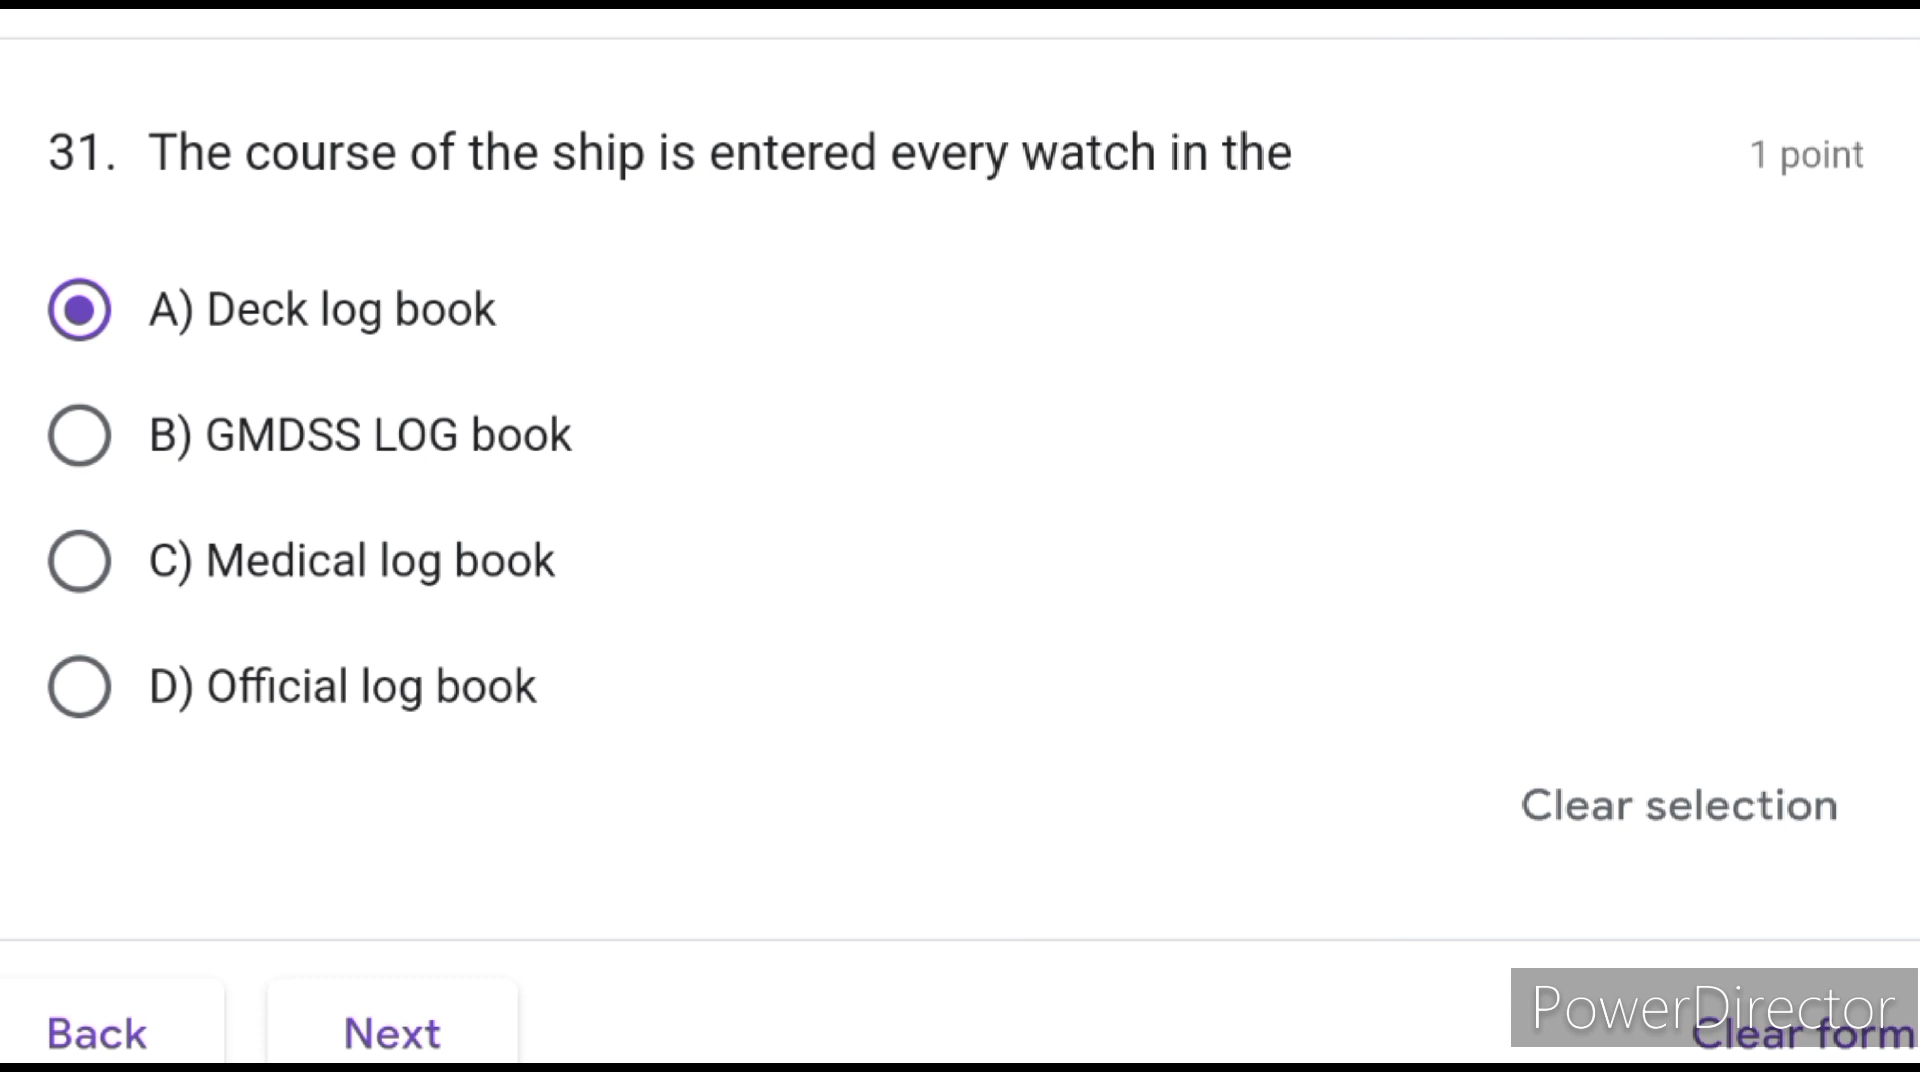 31. The course of the ship is entered every watch in the
1 point
A) Deck log book
B) GMDSS LOG book
C) Medical log book
D) Official log book
Clear selection
Back
Next
PowerDirector
Clear form